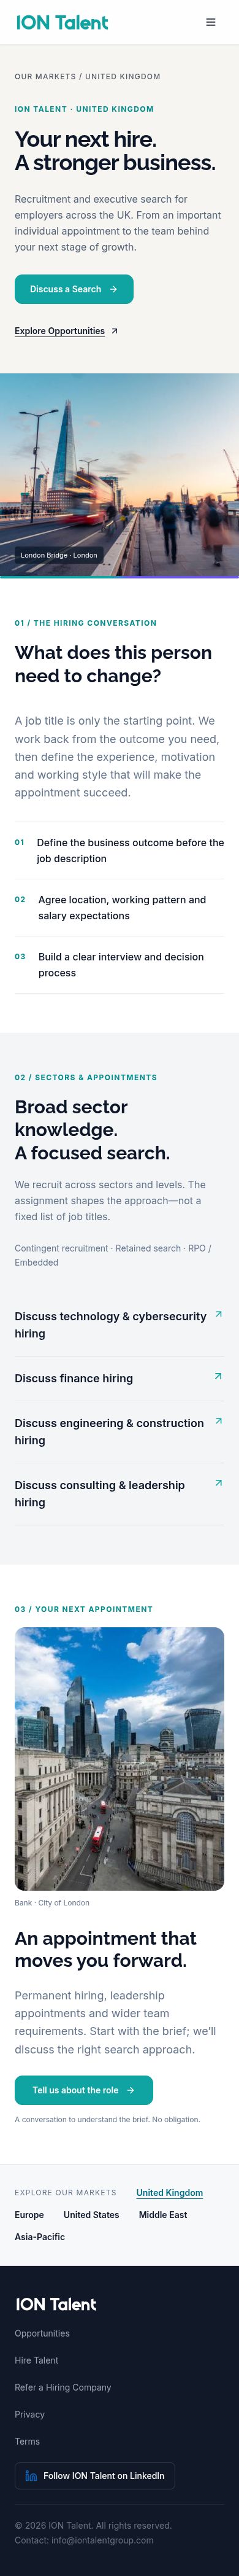 ION Talent
OUR MARKETS / UNITED KINGDOM
ION TALENT · UNITED KINGDOM
Your next hire.
A stronger business.
Recruitment and executive search for
employers across the UK. From an important
individual appointment to the team behind
your next stage of growth.
Discuss a Search →
Explore Opportunities ↗
London Bridge · London
01 / THE HIRING CONVERSATION
What does this person
need to change?
A job title is only the starting point. We
work back from the outcome you need,
then define the experience, motivation
and working style that will make the
appointment succeed.
01 Define the business outcome before the
job description
02 Agree location, working pattern and
salary expectations
03 Build a clear interview and decision
process
02 / SECTORS & APPOINTMENTS
Broad sector
knowledge.
A focused search.
We recruit across sectors and levels. The
assignment shapes the approach—not a
fixed list of job titles.
Contingent recruitment · Retained search · RPO /
Embedded
Discuss technology & cybersecurity ↗
hiring
Discuss finance hiring ↗
Discuss engineering & construction ↗
hiring
Discuss consulting & leadership ↗
hiring
03 / YOUR NEXT APPOINTMENT
Bank · City of London
An appointment that
moves you forward.
Permanent hiring, leadership
appointments and wider team
requirements. Start with the brief; we'll
discuss the right search approach.
Tell us about the role →
A conversation to understand the brief. No obligation.
EXPLORE OUR MARKETS United Kingdom
Europe United States Middle East
Asia-Pacific
ION Talent
Opportunities
Hire Talent
Refer a Hiring Company
Privacy
Terms
in Follow ION Talent on LinkedIn
© 2026 ION Talent. All rights reserved.
Contact: info@iontalentgroup.com